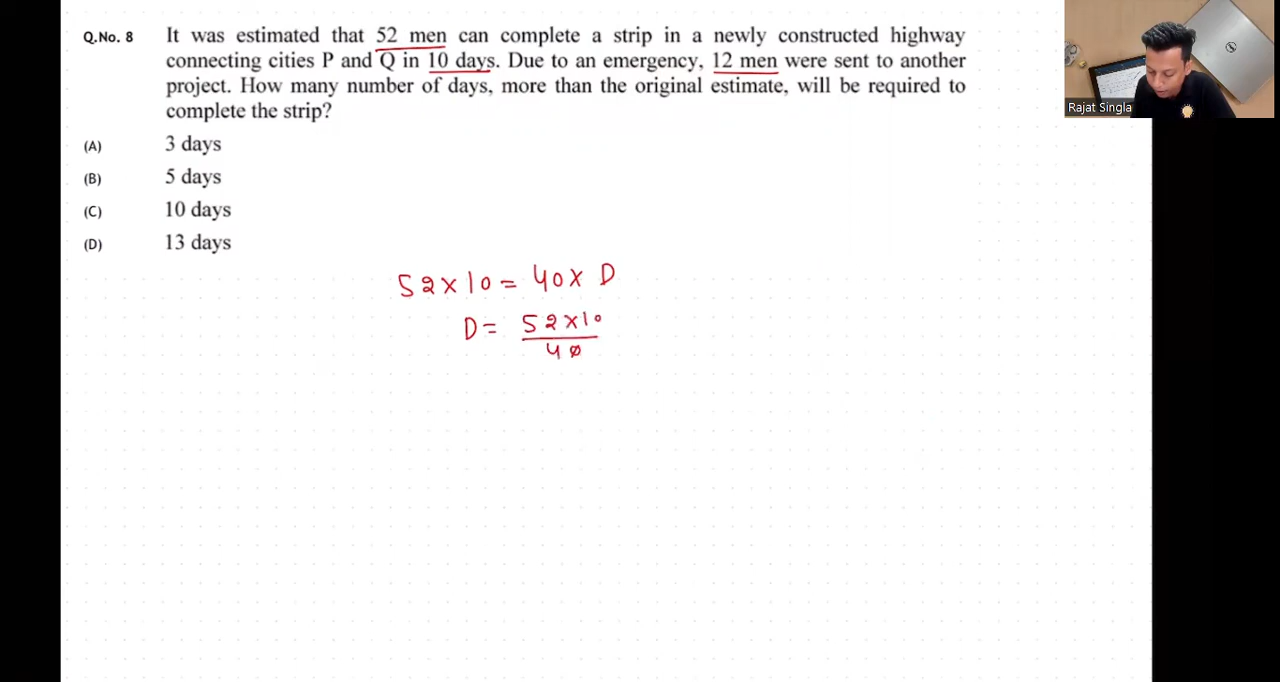 Q.No. 8 It was estimated that 52 men can complete a strip in a newly constructed highway
connecting cities P and Q in 10 days. Due to an emergency, 12 men were sent to another
project. How many number of days, more than the original estimate, will be required to
complete the strip?
(A) 3 days
(B) 5 days
(C) 10 days
(D) 13 days
52×10 = 40× D
D = 52×10
40
Rajat Singla